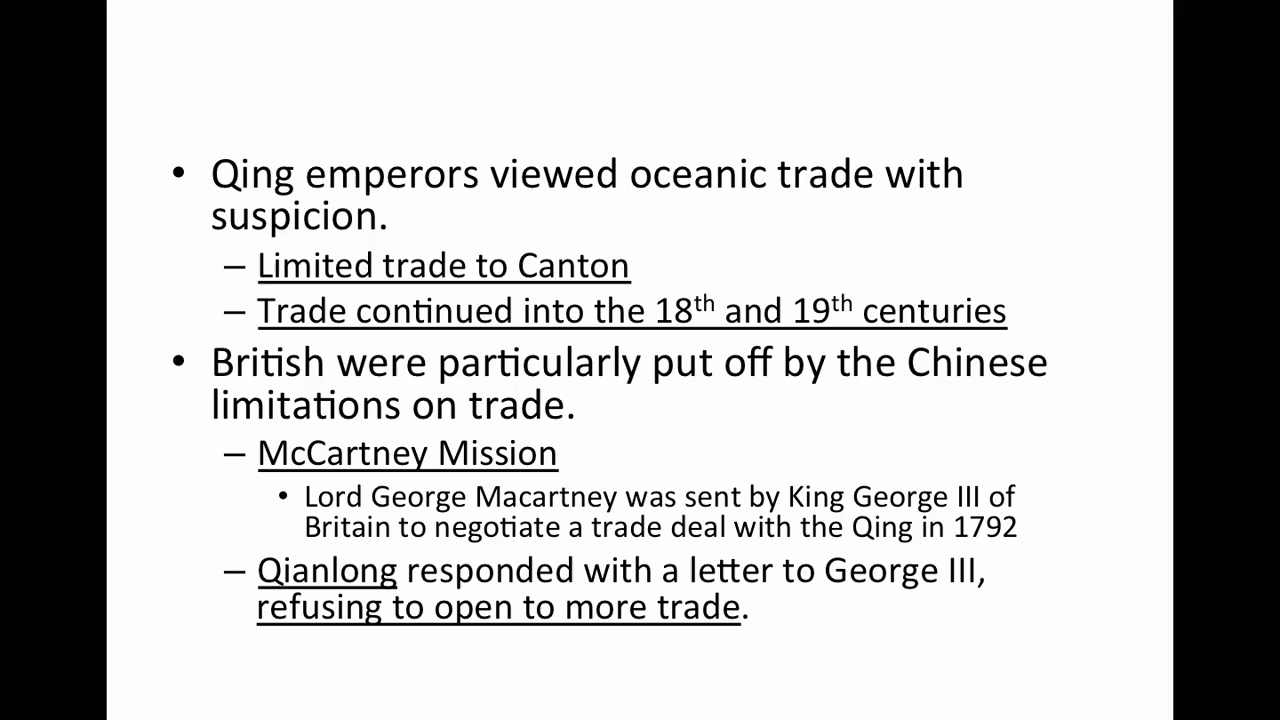 • Qing emperors viewed oceanic trade with
suspicion.
– Limited trade to Canton
– Trade continued into the 18th and 19th centuries
• British were particularly put off by the Chinese
limitations on trade.
– McCartney Mission
• Lord George Macartney was sent by King George III of
Britain to negotiate a trade deal with the Qing in 1792
– Qianlong responded with a letter to George III,
refusing to open to more trade.